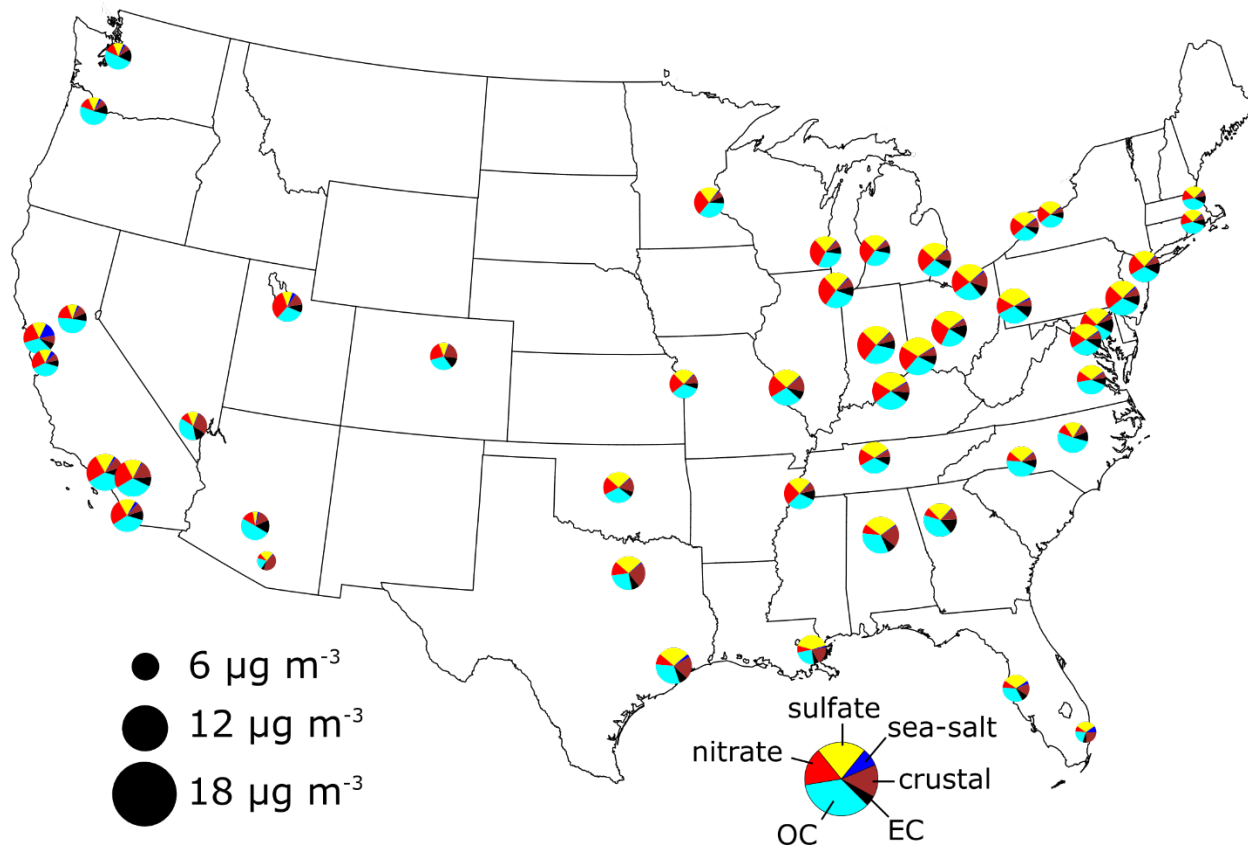 6 µg m⁻³
12 µg m⁻³
18 µg m⁻³
sulfate
sea-salt
nitrate
crustal
OC
EC